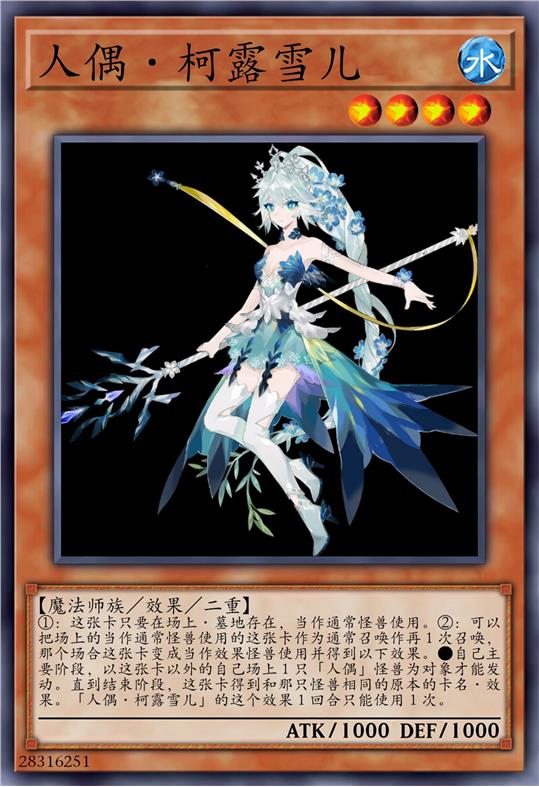 人偶·柯露雪儿
水
【魔法师族／效果／二重】
①：这张卡只要在场上·墓地存在，当作通常怪兽使用。②：可以
把场上的当作通常怪兽使用的这张卡作为通常召唤作再1次召唤，
那个场合这张卡变成当作效果怪兽使用并得到以下效果。●自己主
要阶段，以这张卡以外的自己场上1只「人偶」怪兽为对象才能发
动。直到结束阶段，这张卡得到和那只怪兽相同的原本的卡名·效
果。「人偶·柯露雪儿」的这个效果1回合只能使用1次。
ATK/1000 DEF/1000
28316251